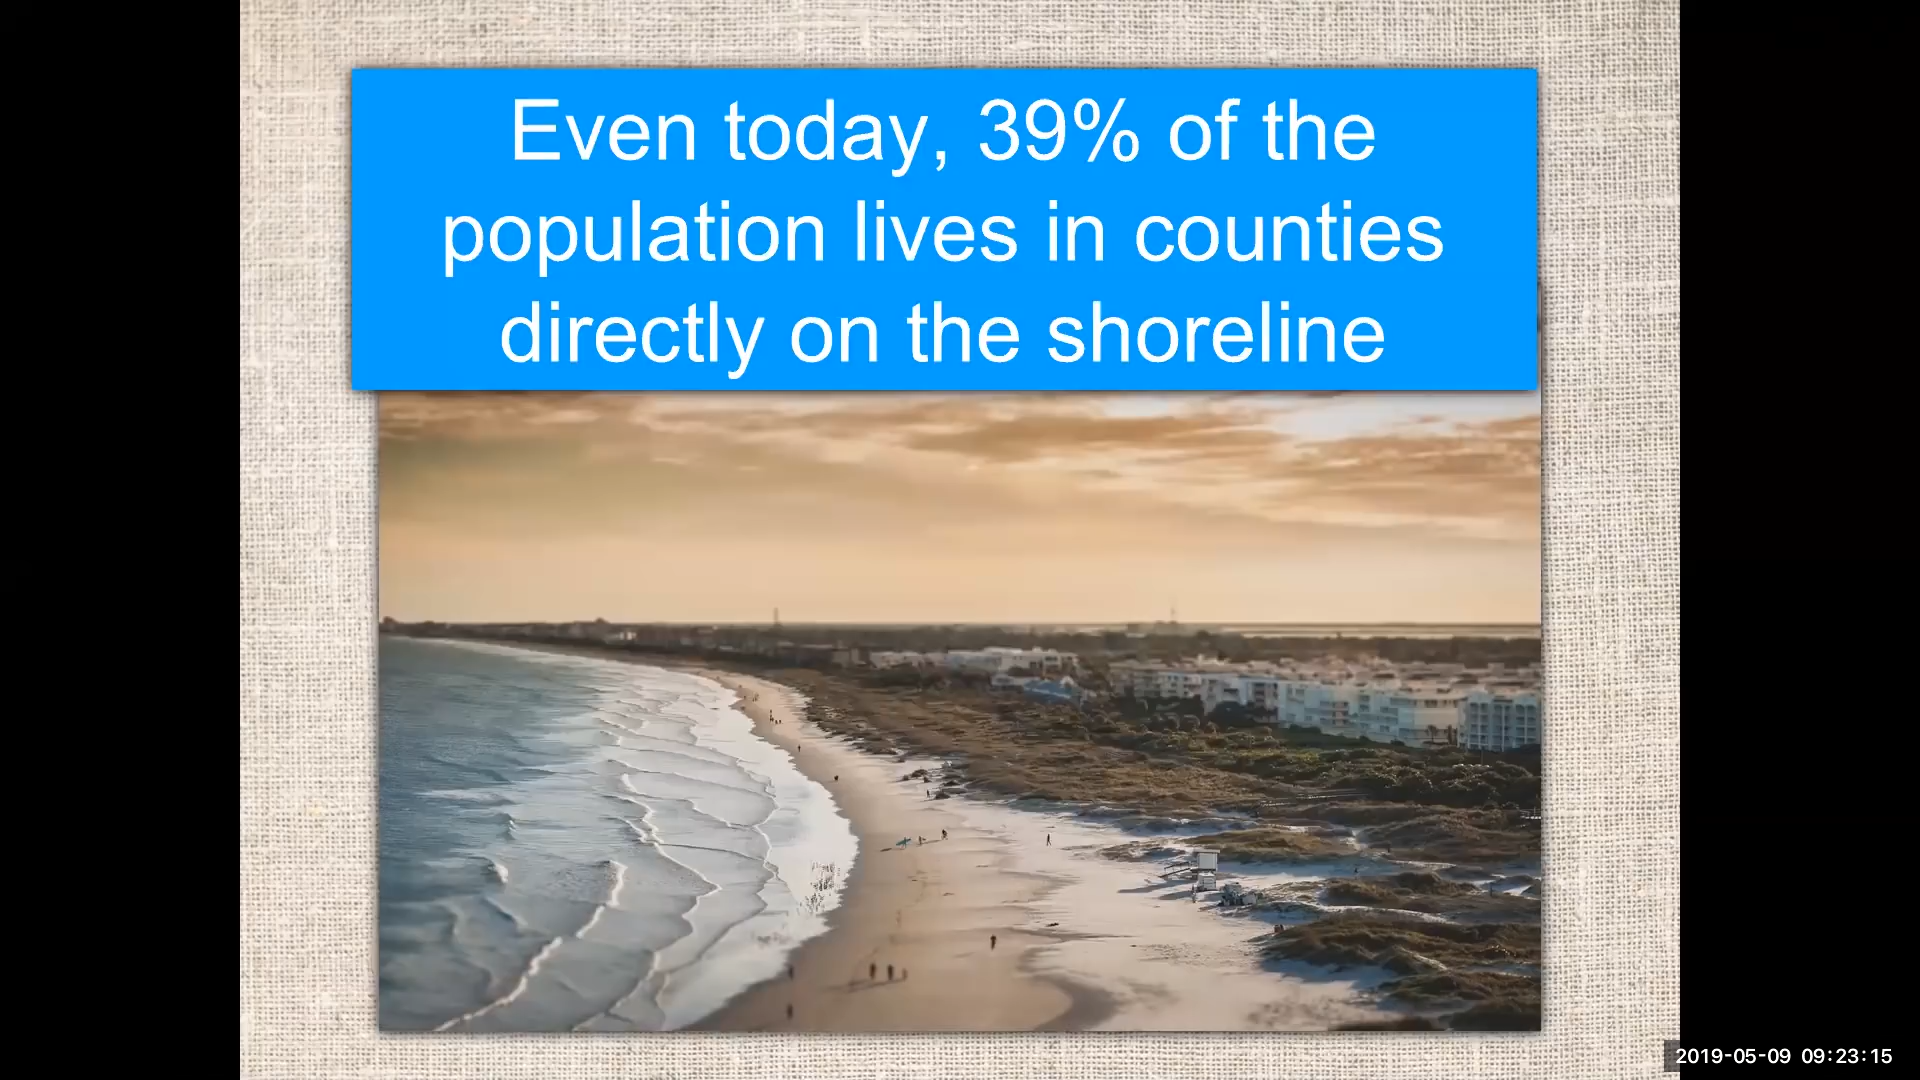 Even today, 39% of the
population lives in counties
directly on the shoreline
2019-05-09 09:23:15